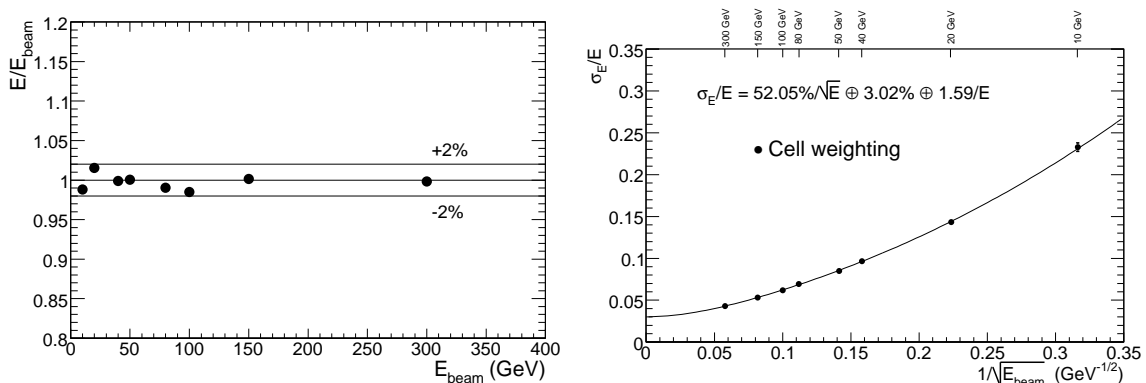 E/E_beam
1.2
1.15
1.1
1.05
1
0.95
0.9
0.85
0.8
+2%
-2%
0 50 100 150 200 250 300 350 400
E_beam (GeV)
300 GeV 150 GeV 100 GeV 80 GeV 50 GeV 40 GeV 20 GeV 10 GeV
σ_E/E
0.35
0.3
0.25
0.2
0.15
0.1
0.05
0
σ_E/E = 52.05%/√E ⊕ 3.02% ⊕ 1.59/E
Cell weighting
0 0.05 0.1 0.15 0.2 0.25 0.3 0.35
1/√E_beam (GeV^-1/2)